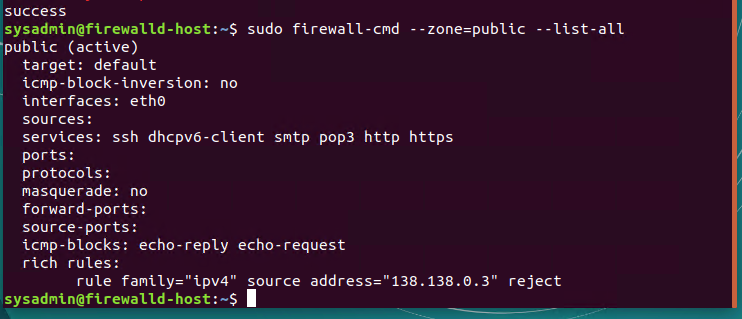 success
sysadmin@firewalld-host:~$ sudo firewall-cmd --zone=public --list-all
public (active)
  target: default
  icmp-block-inversion: no
  interfaces: eth0
  sources:
  services: ssh dhcpv6-client smtp pop3 http https
  ports:
  protocols:
  masquerade: no
  forward-ports:
  source-ports:
  icmp-blocks: echo-reply echo-request
  rich rules:
        rule family="ipv4" source address="138.138.0.3" reject
sysadmin@firewalld-host:~$